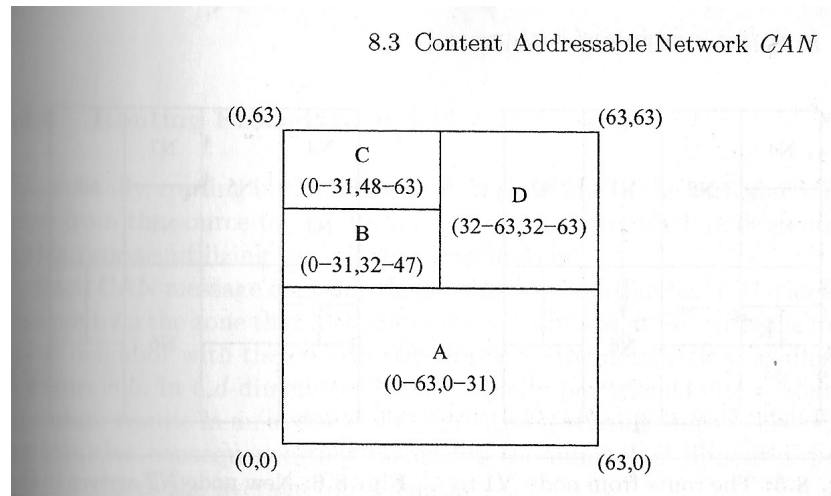 8.3 Content Addressable Network CAN
(0,63)
(63,63)
C
(0−31,48−63)
D
(32−63,32−63)
B
(0−31,32−47)
A
(0−63,0−31)
(0,0)
(63,0)